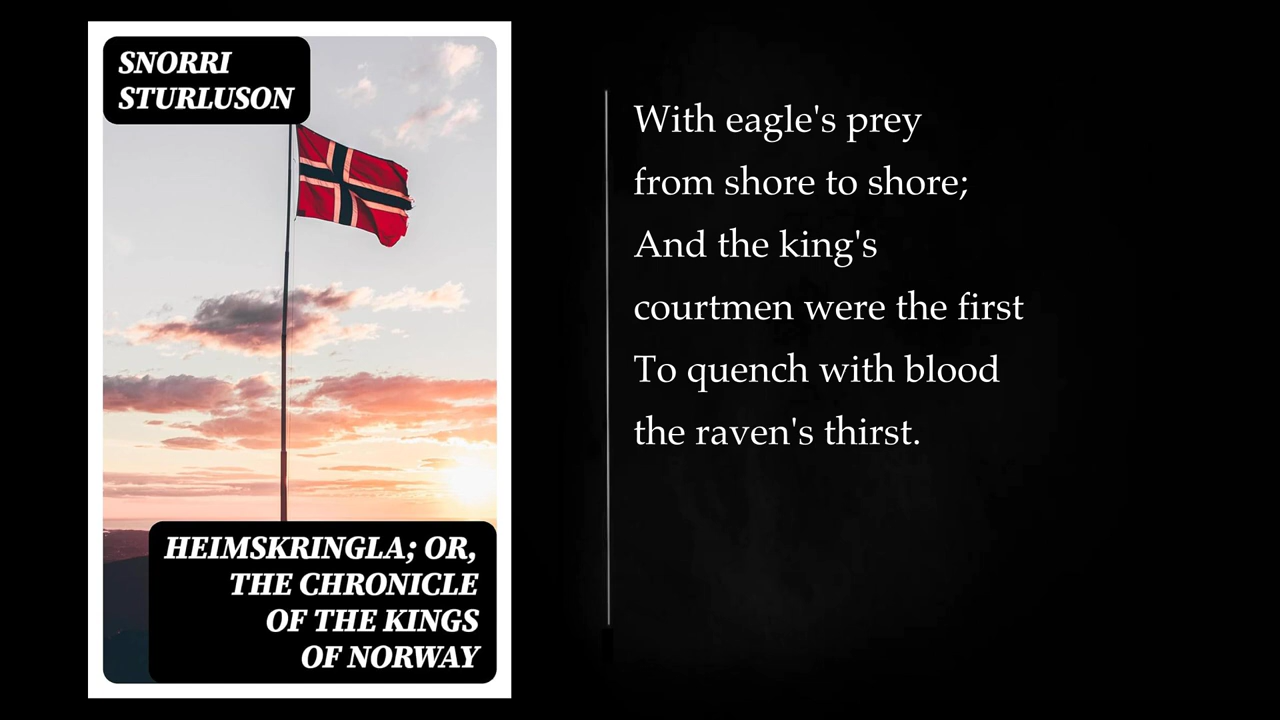 SNORRI
STURLUSON
HEIMSKRINGLA; OR,
THE CHRONICLE
OF THE KINGS
OF NORWAY
With eagle's prey
from shore to shore;
And the king's
courtmen were the first
To quench with blood
the raven's thirst.